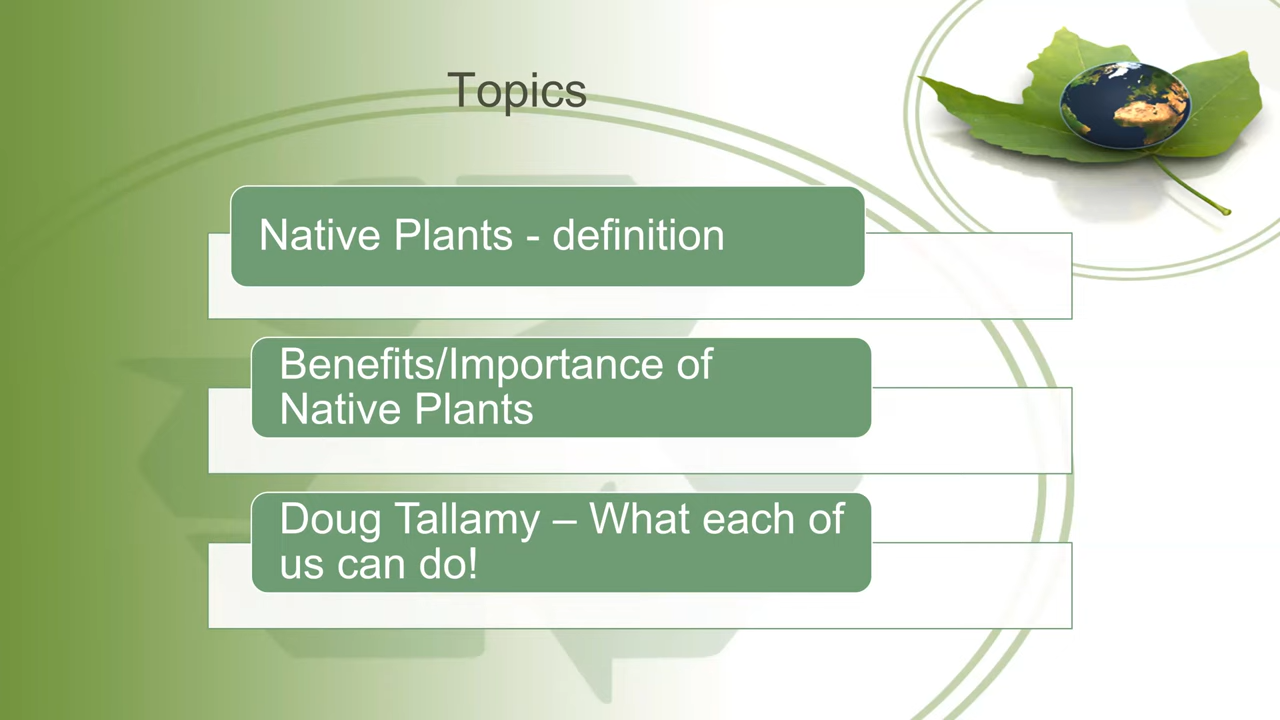 Topics
Native Plants - definition
Benefits/Importance of
Native Plants
Doug Tallamy – What each of
us can do!